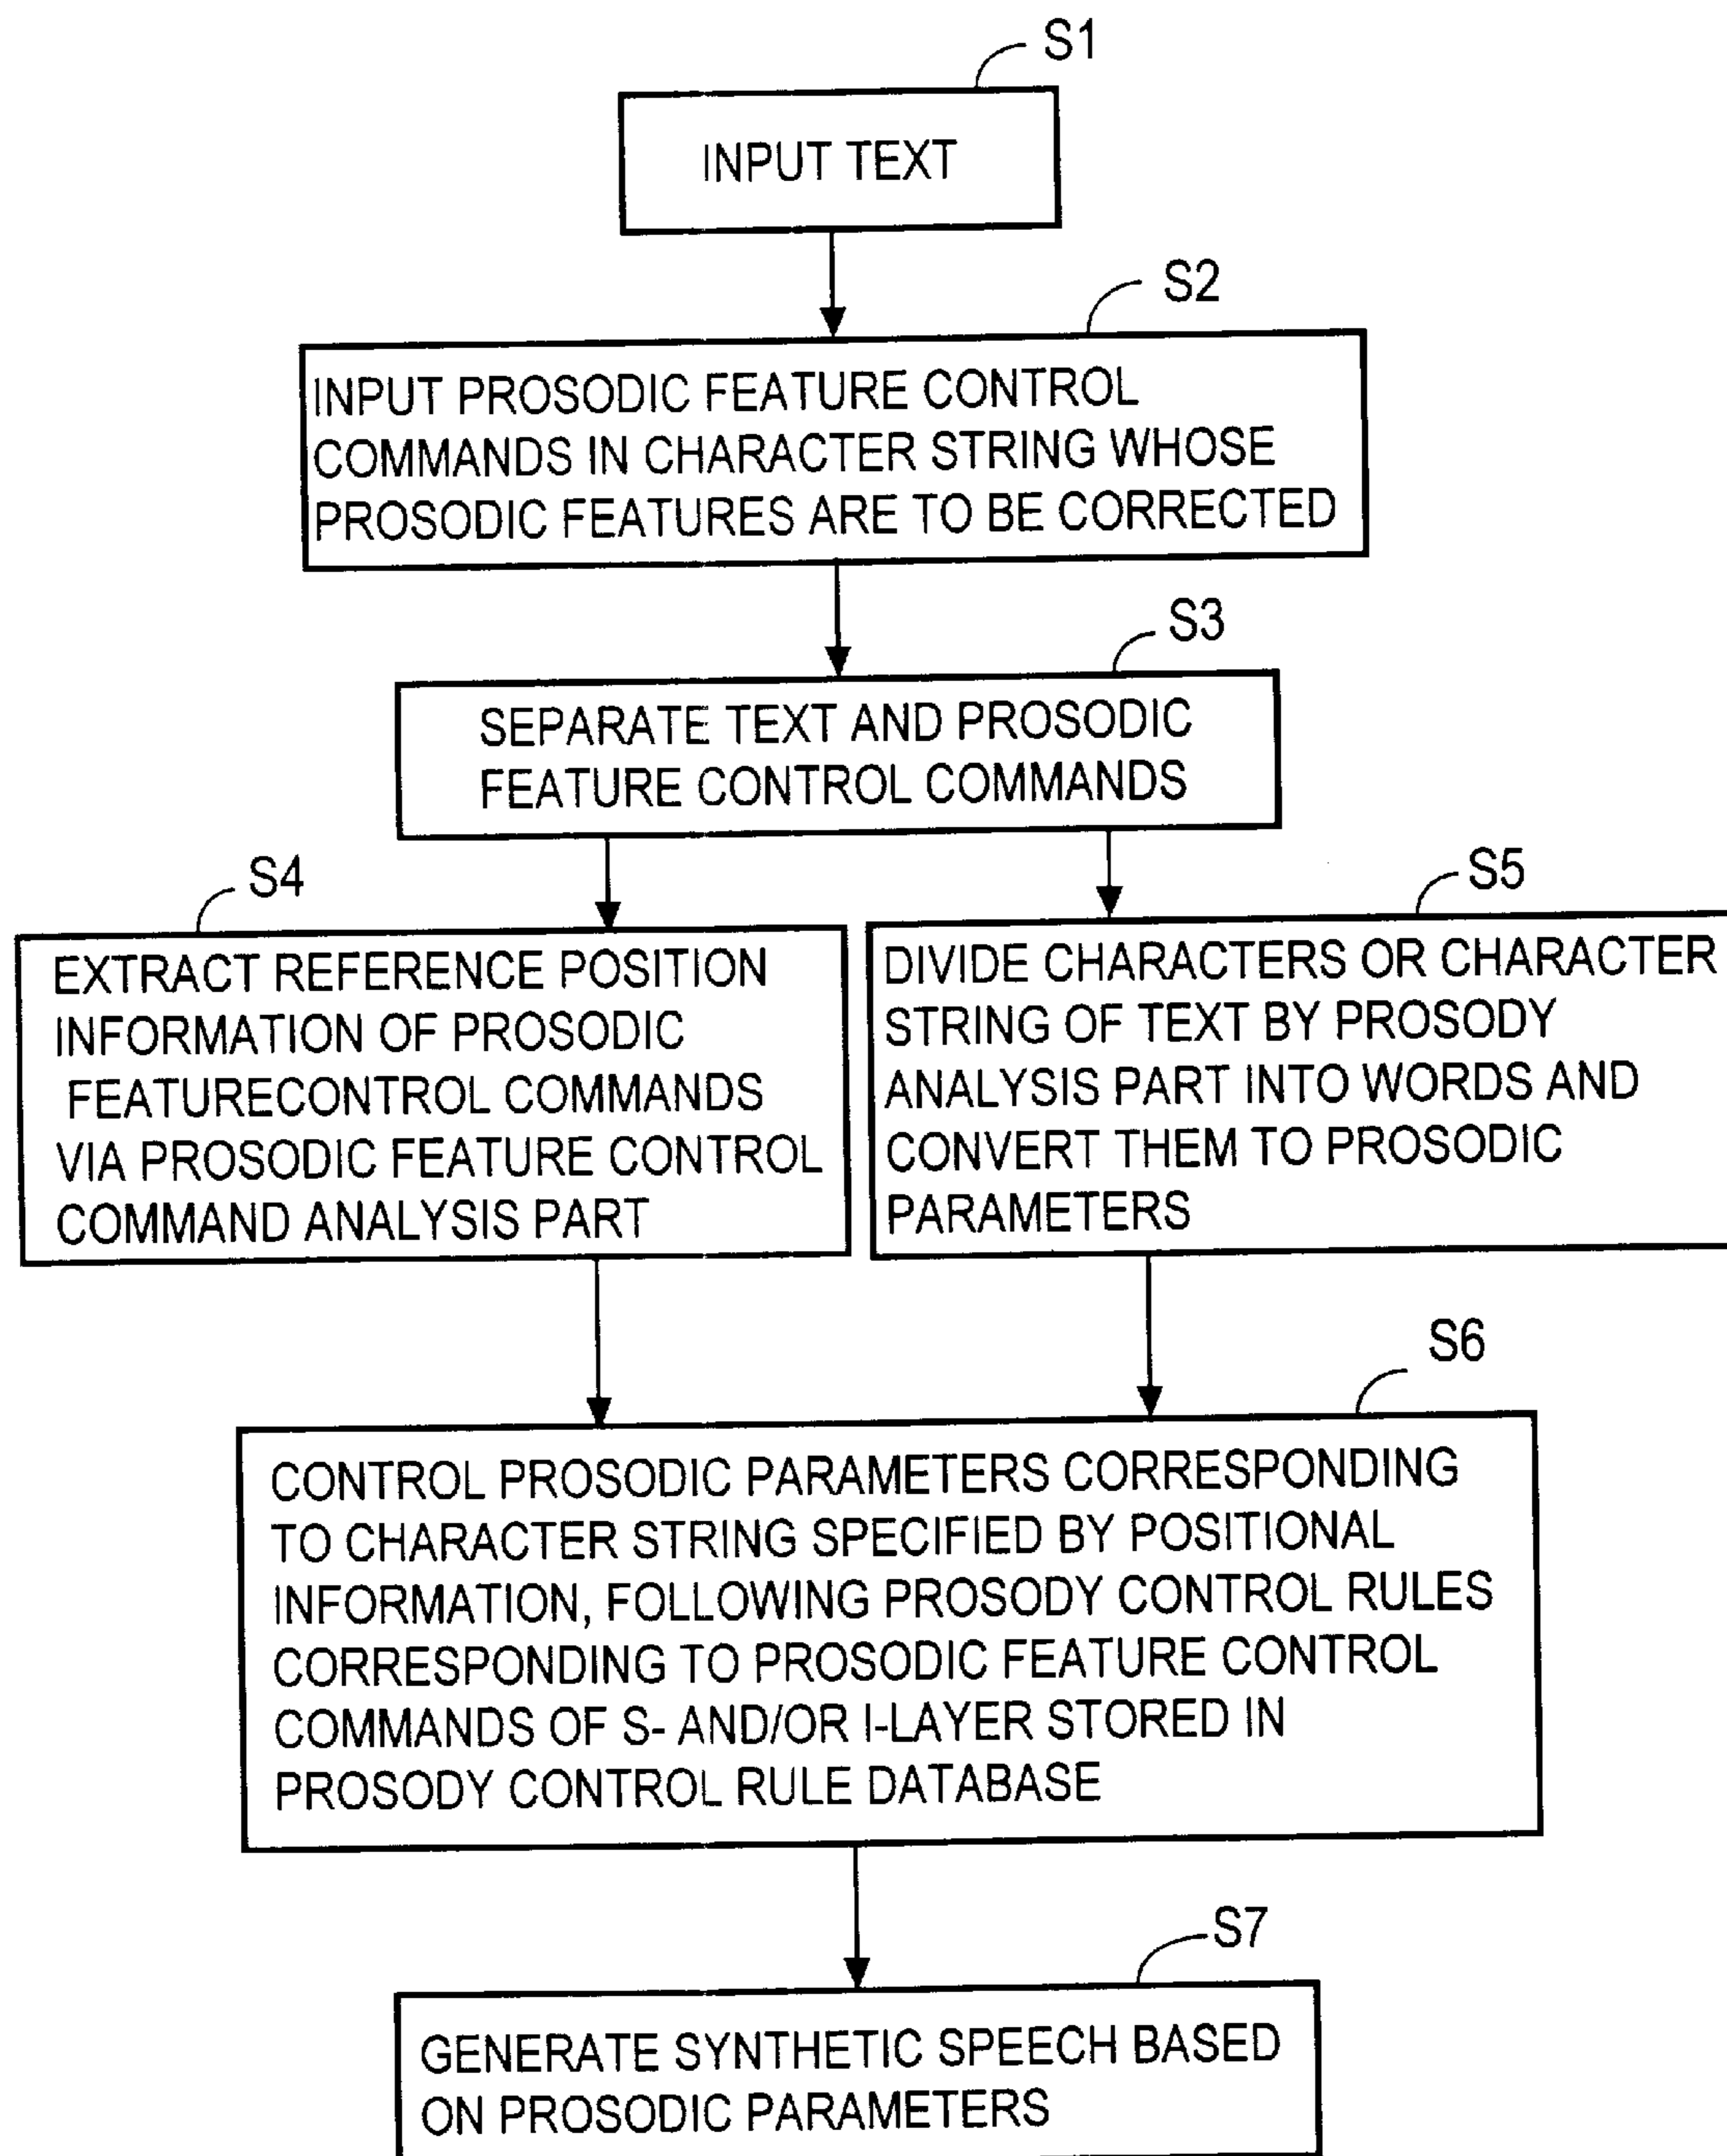 S1
INPUT TEXT
S2
INPUT PROSODIC FEATURE CONTROL
COMMANDS IN CHARACTER STRING WHOSE
PROSODIC FEATURES ARE TO BE CORRECTED
S3
SEPARATE TEXT AND PROSODIC
FEATURE CONTROL COMMANDS
S4
EXTRACT REFERENCE POSITION
INFORMATION OF PROSODIC
FEATURECONTROL COMMANDS
VIA PROSODIC FEATURE CONTROL
COMMAND ANALYSIS PART
S5
DIVIDE CHARACTERS OR CHARACTER
STRING OF TEXT BY PROSODY
ANALYSIS PART INTO WORDS AND
CONVERT THEM TO PROSODIC
PARAMETERS
S6
CONTROL PROSODIC PARAMETERS CORRESPONDING
TO CHARACTER STRING SPECIFIED BY POSITIONAL
INFORMATION, FOLLOWING PROSODY CONTROL RULES
CORRESPONDING TO PROSODIC FEATURE CONTROL
COMMANDS OF S- AND/OR I-LAYER STORED IN
PROSODY CONTROL RULE DATABASE
S7
GENERATE SYNTHETIC SPEECH BASED
ON PROSODIC PARAMETERS